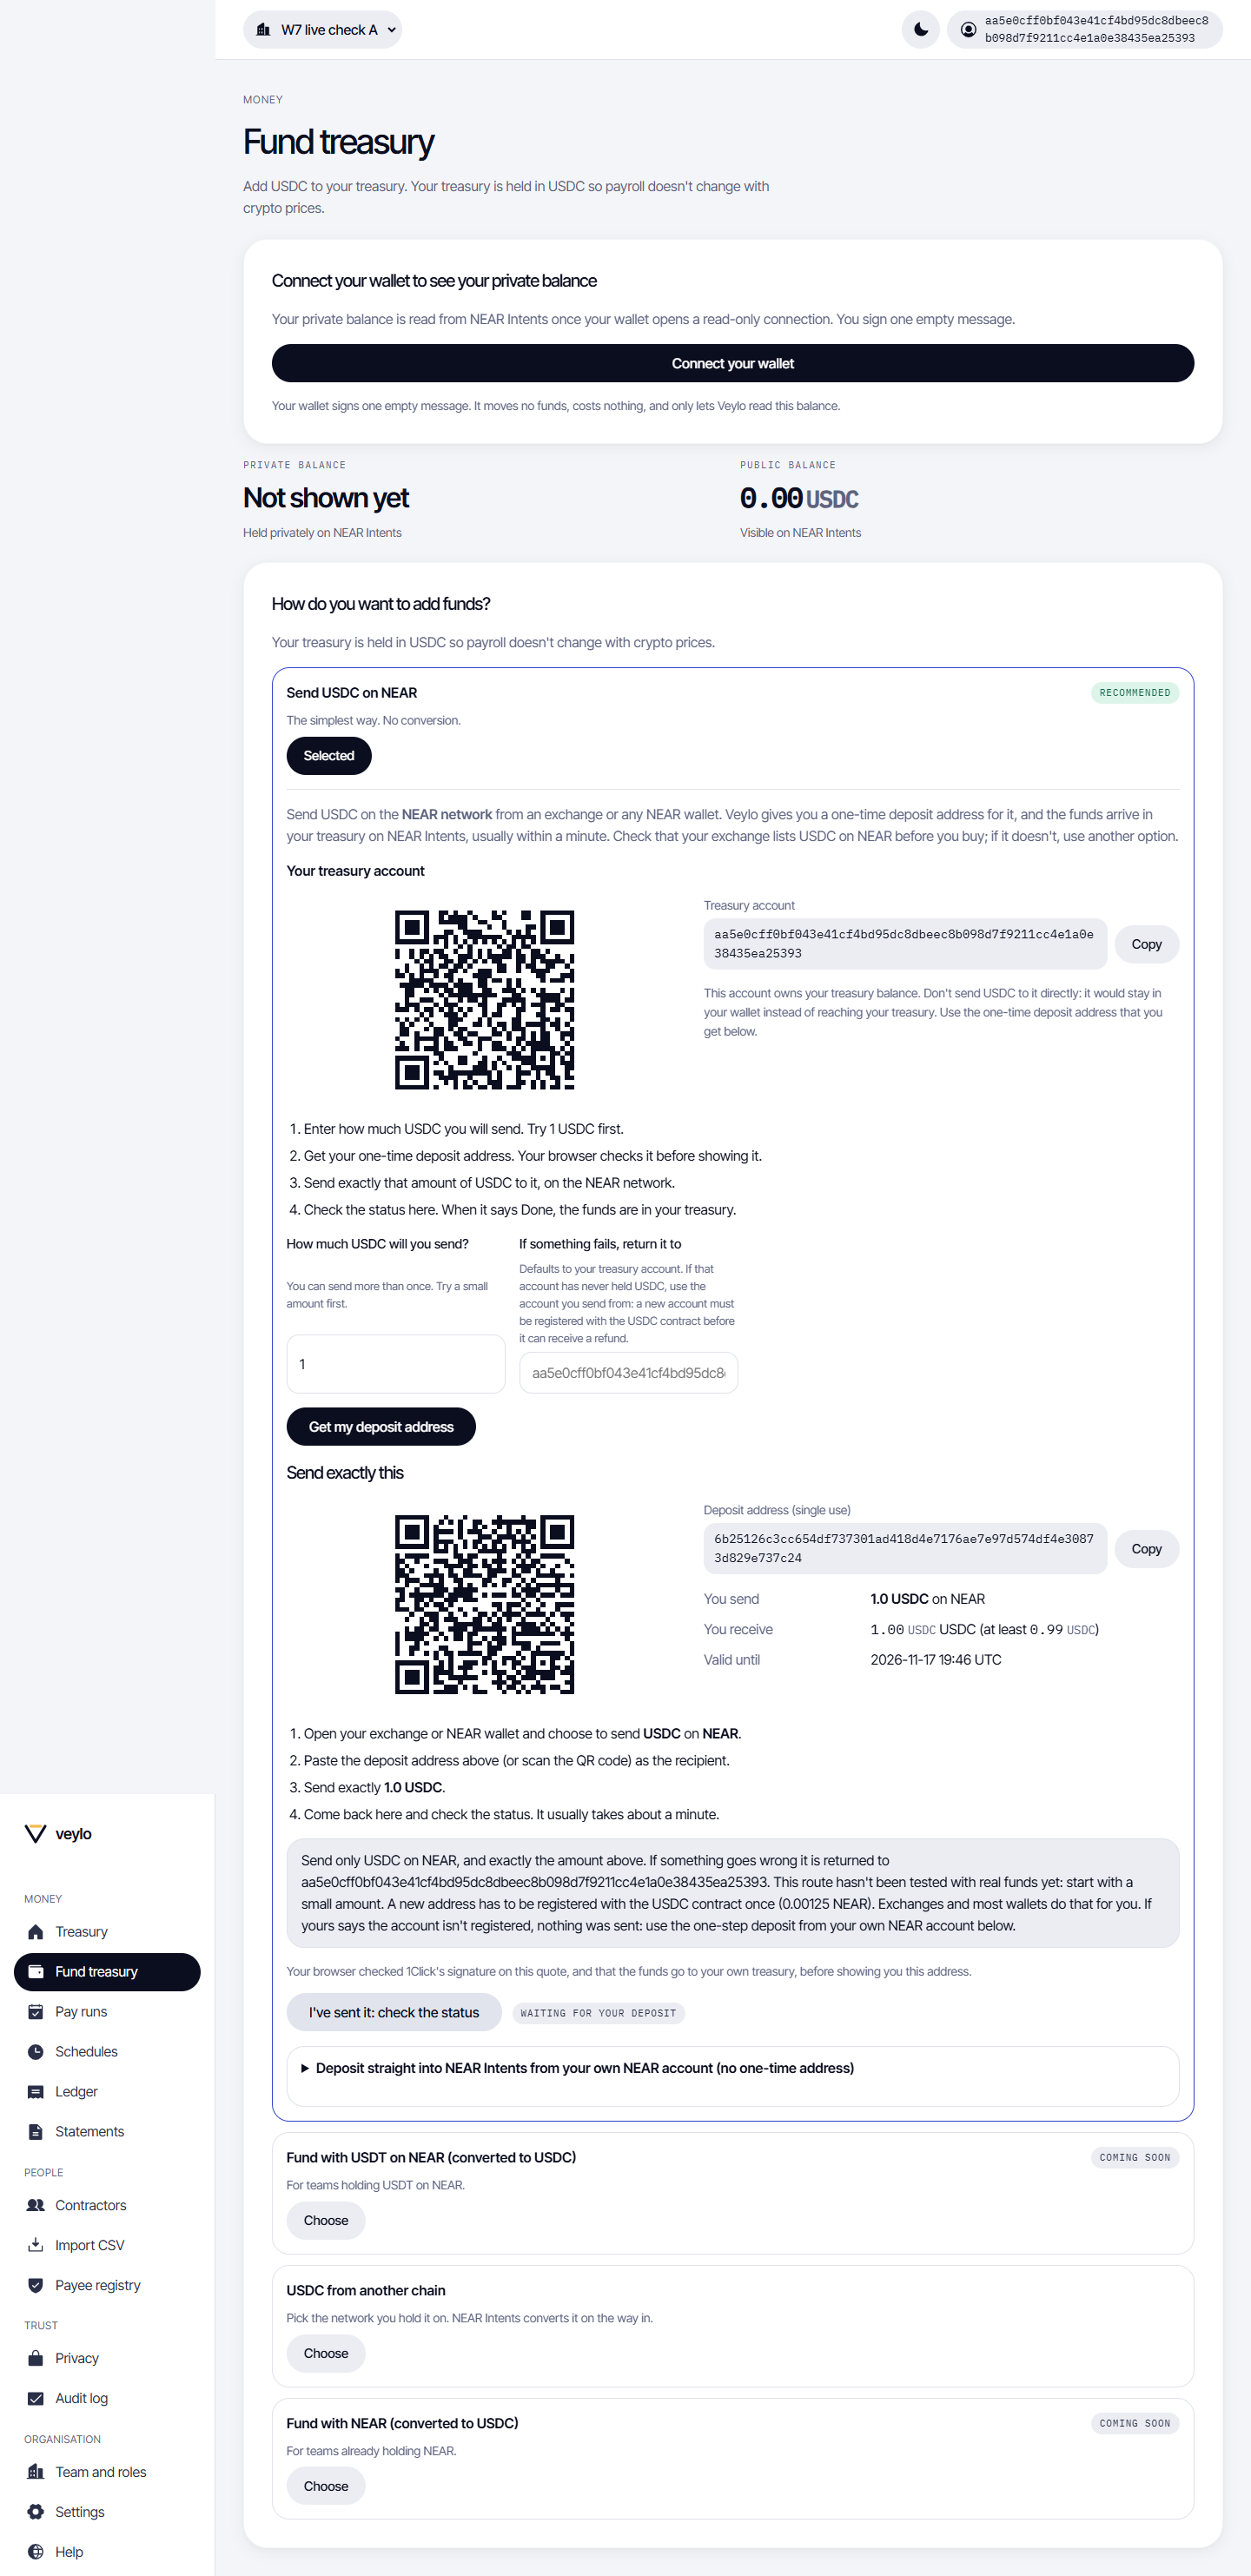 W7 live check A
aa5e0cff0bf043e41cf4bd95dc8dbeec8
b098d7f9211cc4e1a0e38435ea25393
MONEY
Fund treasury
Add USDC to your treasury. Your treasury is held in USDC so payroll doesn't change with
crypto prices.
Connect your wallet to see your private balance
Your private balance is read from NEAR Intents once your wallet opens a read-only connection. You sign one empty message.
Connect your wallet
Your wallet signs one empty message. It moves no funds, costs nothing, and only lets Veylo read this balance.
PRIVATE BALANCE
Not shown yet
Held privately on NEAR Intents
PUBLIC BALANCE
0.00 USDC
Visible on NEAR Intents
How do you want to add funds?
Your treasury is held in USDC so payroll doesn't change with crypto prices.
Send USDC on NEAR
RECOMMENDED
The simplest way. No conversion.
Selected
Send USDC on the NEAR network from an exchange or any NEAR wallet. Veylo gives you a one-time deposit address for it, and the funds arrive in
your treasury on NEAR Intents, usually within a minute. Check that your exchange lists USDC on NEAR before you buy; if it doesn't, use another option.
Your treasury account
Treasury account
aa5e0cff0bf043e41cf4bd95dc8dbeec8b098d7f9211cc4e1a0e
38435ea25393
Copy
This account owns your treasury balance. Don't send USDC to it directly: it would stay in
your wallet instead of reaching your treasury. Use the one-time deposit address that you
get below.
1. Enter how much USDC you will send. Try 1 USDC first.
2. Get your one-time deposit address. Your browser checks it before showing it.
3. Send exactly that amount of USDC to it, on the NEAR network.
4. Check the status here. When it says Done, the funds are in your treasury.
How much USDC will you send?
You can send more than once. Try a small
amount first.
1
If something fails, return it to
Defaults to your treasury account. If that
account has never held USDC, use the
account you send from: a new account must
be registered with the USDC contract before
it can receive a refund.
aa5e0cff0bf043e41cf4bd95dc8
Get my deposit address
Send exactly this
Deposit address (single use)
6b25126c3cc654df737301ad418d4e7176ae7e97d574df4e3087
3d829e737c24
Copy
You send 1.0 USDC on NEAR
You receive 1.00 USDC USDC (at least 0.99 USDC)
Valid until 2026-11-17 19:46 UTC
1. Open your exchange or NEAR wallet and choose to send USDC on NEAR.
2. Paste the deposit address above (or scan the QR code) as the recipient.
3. Send exactly 1.0 USDC.
4. Come back here and check the status. It usually takes about a minute.
Send only USDC on NEAR, and exactly the amount above. If something goes wrong it is returned to
aa5e0cff0bf043e41cf4bd95dc8dbeec8b098d7f9211cc4e1a0e38435ea25393. This route hasn't been tested with real funds yet: start with a
small amount. A new address has to be registered with the USDC contract once (0.00125 NEAR). Exchanges and most wallets do that for you. If
yours says the account isn't registered, nothing was sent: use the one-step deposit from your own NEAR account below.
Your browser checked 1Click's signature on this quote, and that the funds go to your own treasury, before showing you this address.
I've sent it: check the status
WAITING FOR YOUR DEPOSIT
Deposit straight into NEAR Intents from your own NEAR account (no one-time address)
Fund with USDT on NEAR (converted to USDC)
COMING SOON
For teams holding USDT on NEAR.
Choose
USDC from another chain
Pick the network you hold it on. NEAR Intents converts it on the way in.
Choose
Fund with NEAR (converted to USDC)
COMING SOON
For teams already holding NEAR.
Choose
veylo
MONEY
Treasury
Fund treasury
Pay runs
Schedules
Ledger
Statements
PEOPLE
Contractors
Import CSV
Payee registry
TRUST
Privacy
Audit log
ORGANISATION
Team and roles
Settings
Help